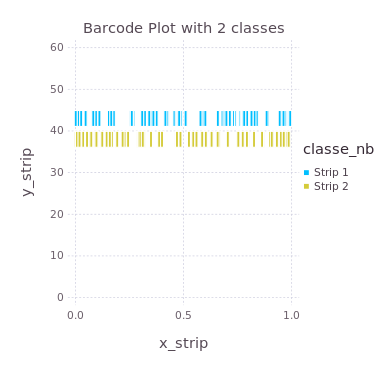 Barcode Plot with 2 classes
60
50
40
30
20
10
0
y_strip
0.0
0.5
1.0
x_strip
classe_nb
Strip 1
Strip 2